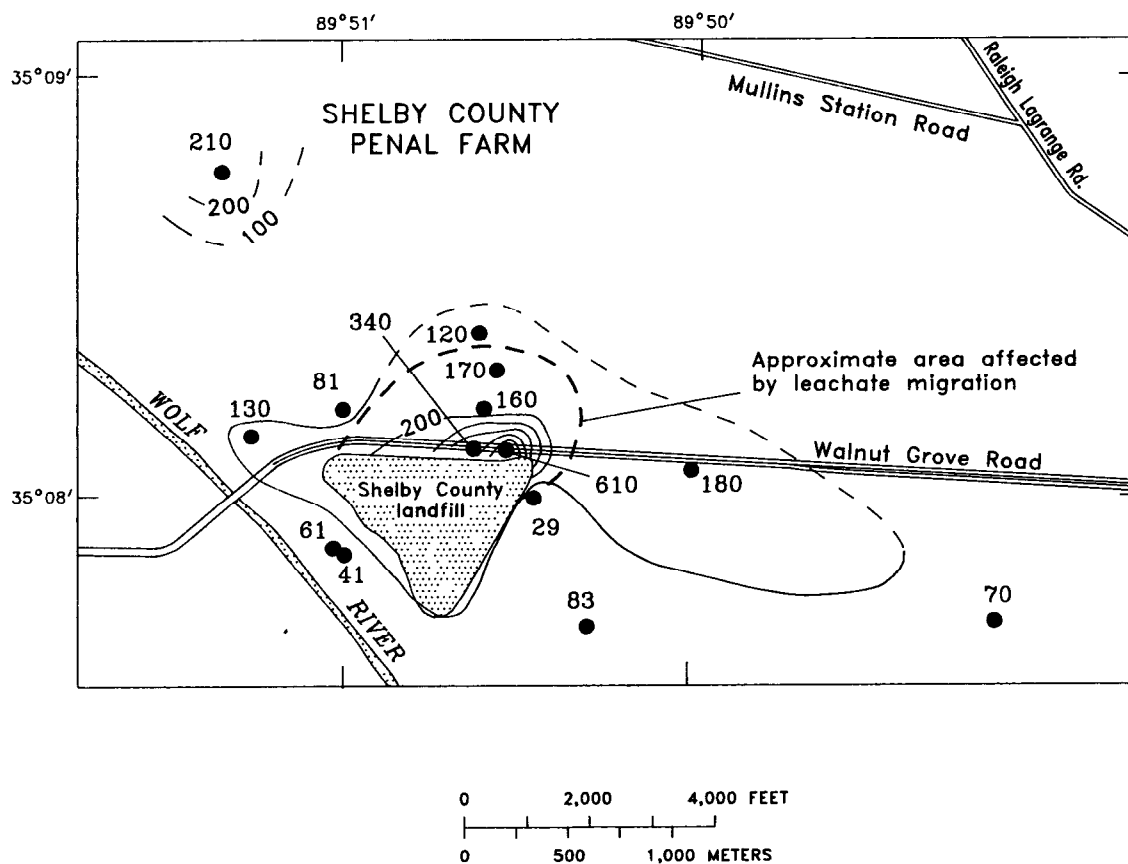 89°51'
89°50'
35°09'
Mullins Station Road
Raleigh Lagrange Rd.
SHELBY COUNTY
PENAL FARM
210
200
100
340
120
170
Approximate area affected
by leachate migration
81
160
130
200
WOLF
RIVER
Walnut Grove Road
35°08'
Shelby County
landfill
610
180
29
61
41
83
70
0 2,000 4,000 FEET
0 500 1,000 METERS